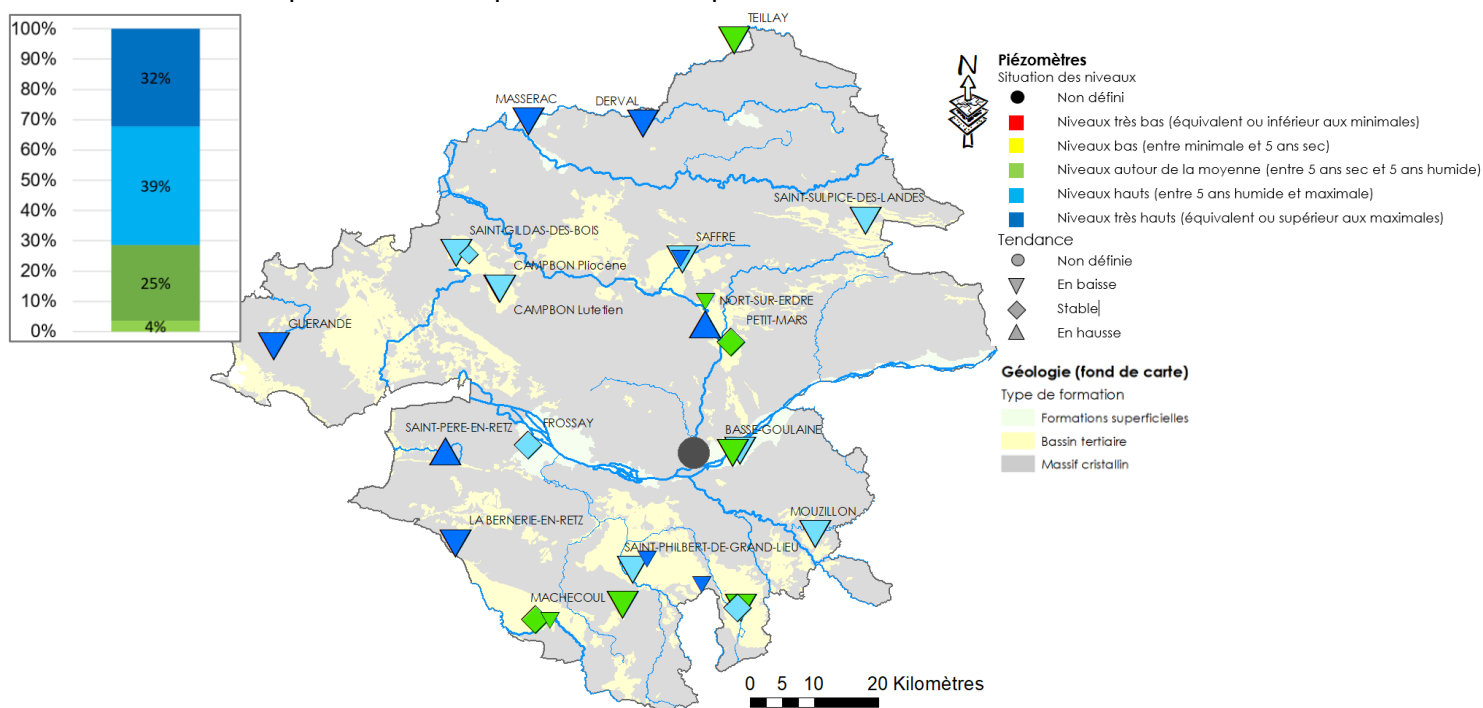 100%
90%
80%
70%
60%
50%
40%
30%
20%
10%
0%
32%
39%
25%
4%
TEILLAY
MASSERAC
DERVAL
SAINT-SULPICE-DES-LANDES
SAINT-GILDAS-DES-BOIS
SAFFRE
CAMPBON Pliocène
CAMPBON Lutetien
NORT-SUR-ERDRE
PETIT-MARS
GUERANDE
SAINT-PERE-EN-RETZ
FROSSAY
BASSE-GOULAINE
MOUZILLON
LA BERNERIE-EN-RETZ
SAINT-PHILBERT-DE-GRAND-LIEU
MACHECOUL
0 5 10 20 Kilomètres
N
Piézomètres
Situation des niveaux
Non défini
Niveaux très bas (équivalent ou inférieur aux minimales)
Niveaux bas (entre minimale et 5 ans sec)
Niveaux autour de la moyenne (entre 5 ans sec et 5 ans humide)
Niveaux hauts (entre 5 ans humide et maximale)
Niveaux très hauts (équivalent ou supérieur aux maximales)
Tendance
Non définie
En baisse
Stable
En hausse
Géologie (fond de carte)
Type de formation
Formations superficielles
Bassin tertiaire
Massif cristallin